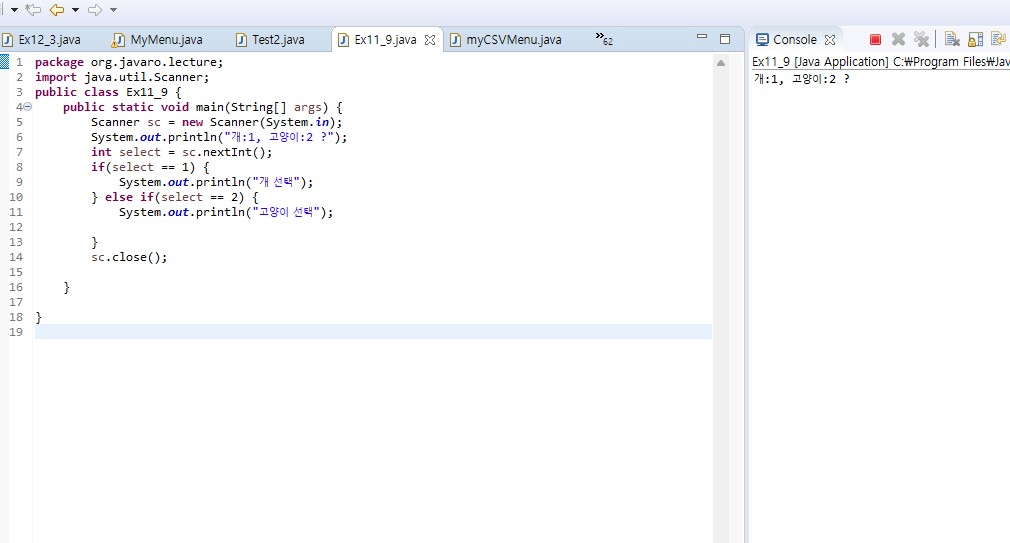 Ex12_3.java MyMenu.java Test2.java Ex11_9.java myCSVMenu.java »62 Console
1 package org.javaro.lecture;
2 import java.util.Scanner;
3 public class Ex11_9 {
4 public static void main(String[] args) {
5 Scanner sc = new Scanner(System.in);
6 System.out.println("개:1, 고양이:2 ?");
7 int select = sc.nextInt();
8 if(select == 1) {
9 System.out.println("개 선택");
10 } else if(select == 2) {
11 System.out.println("고양이 선택");
12
13 }
14 sc.close();
15
16 }
17
18 }
19
Ex11_9 [Java Application] C:₩Program Files₩Jav
개:1, 고양이:2 ?